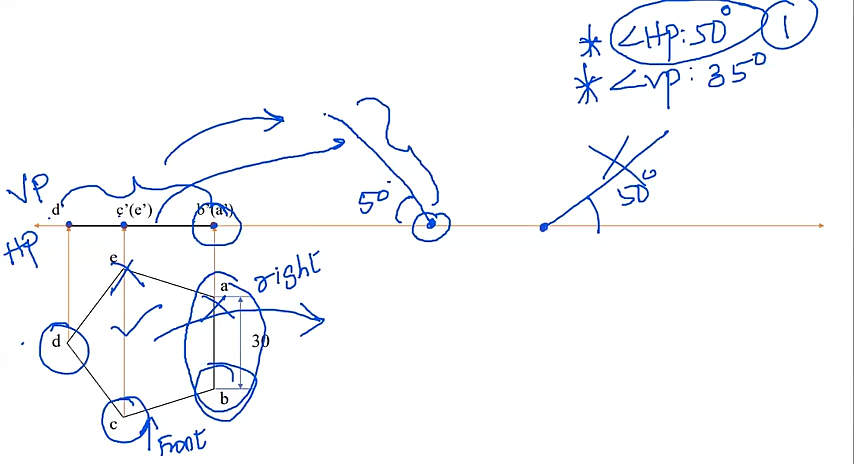 * ∠Hp:50° 1
* ∠Vp: 35°
VP
d' c'(e') b'(a')
50°
50°
HP
e
a
right
d
30
b
c
Front